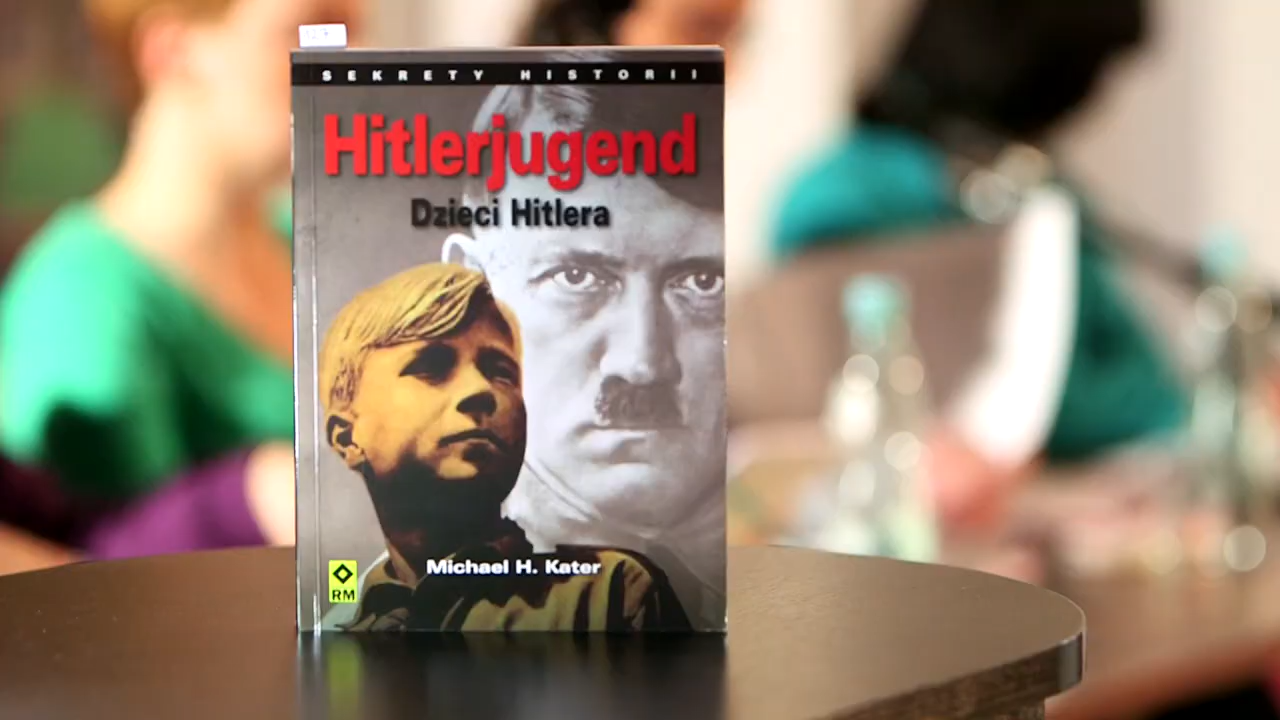 SEKRETY HISTORII
Hitlerjugend
Dzieci Hitlera
Michael H. Kater
RM